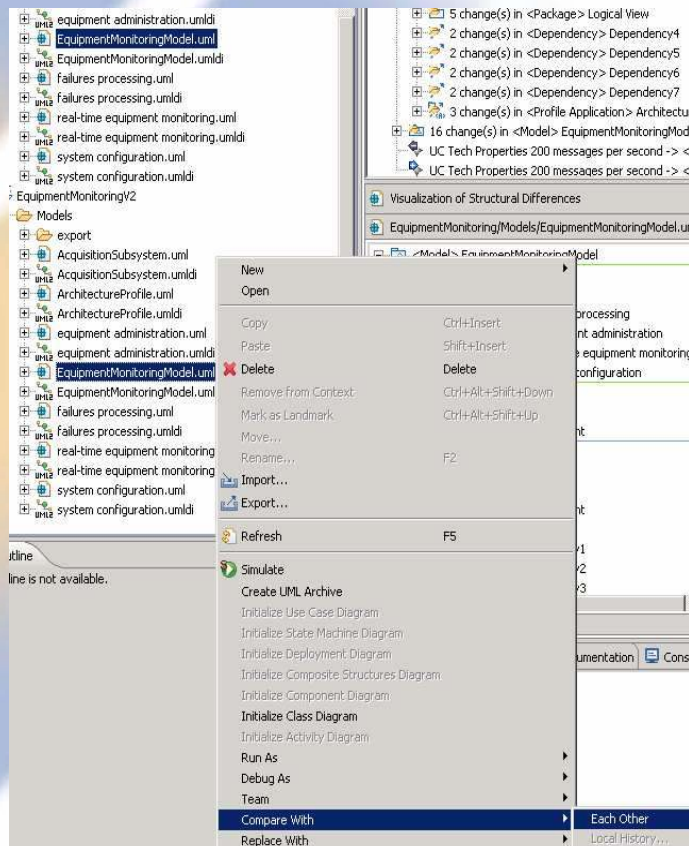 equipment administration.umldi
EquipmentMonitoringModel.uml
EquipmentMonitoringModel.umldi
failures processing.uml
failures processing.umldi
real-time equipment monitoring.uml
real-time equipment monitoring.umldi
system configuration.uml
system configuration.umldi
EquipmentMonitoringV2
Models
export
AcquisitionSubsystem.uml
AcquisitionSubsystem.umldi
ArchitectureProfile.uml
ArchitectureProfile.umldi
equipment administration.uml
equipment administration.umldi
EquipmentMonitoringModel.uml
EquipmentMonitoringModel.uml
failures processing.uml
failures processing.umldi
real-time equipment monitoring
real-time equipment monitoring
system configuration.uml
system configuration.umldi
utline
line is not available.
5 change(s) in <Package> Logical View
2 change(s) in <Dependency> Dependency4
2 change(s) in <Dependency> Dependency5
2 change(s) in <Dependency> Dependency6
2 change(s) in <Dependency> Dependency7
3 change(s) in <Profile Application> Architectu
16 change(s) in <Model> EquipmentMonitoringMod
UC Tech Properties 200 messages per second -> <
UC Tech Properties 200 messages per second -> <
Visualization of Structural Differences
EquipmentMonitoring/Models/EquipmentMonitoringModel.um
<Model> EquipmentMonitoringModel
processing
nt administration
e equipment monitoring
configuration
nt
nt
y1
y2
y3
umentation
Cons
New
Open
Copy Ctrl+Insert
Paste Shift+Insert
Delete Delete
Remove from Context Ctrl+Alt+Shift+Down
Mark as Landmark Ctrl+Alt+Shift+Up
Move...
Rename... F2
Import...
Export...
Refresh F5
Simulate
Create UML Archive
Initialize Use Case Diagram
Initialize State Machine Diagram
Initialize Deployment Diagram
Initialize Composite Structures Diagram
Initialize Component Diagram
Initialize Class Diagram
Initialize Activity Diagram
Run As
Debug As
Team
Compare With
Replace With
Each Other
Local History...